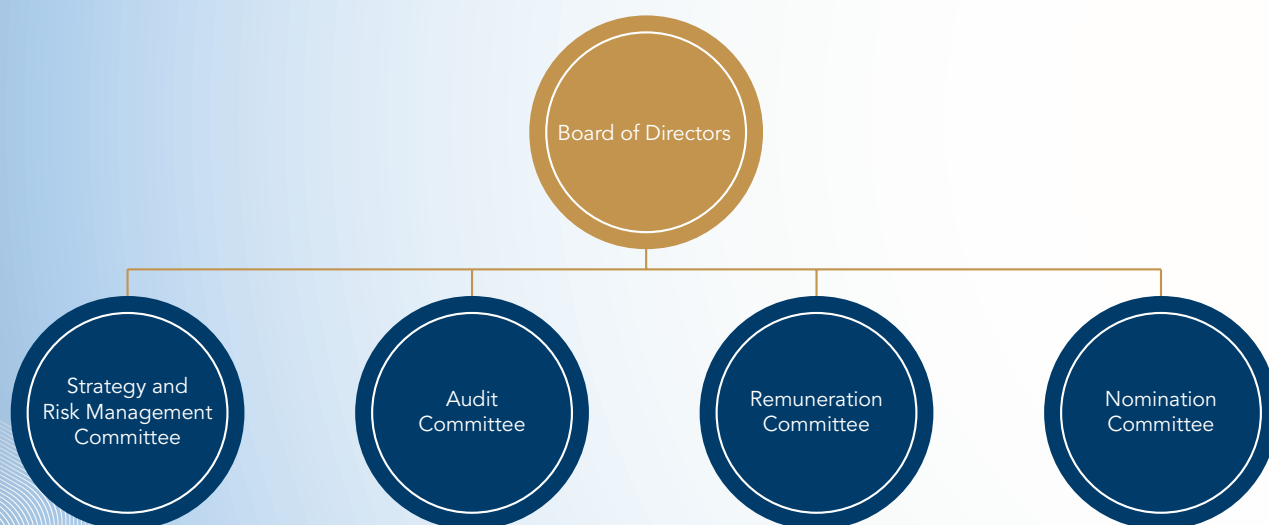 Board of Directors
Strategy and
Risk Management
Committee
Audit
Committee
Remuneration
Committee
Nomination
Committee